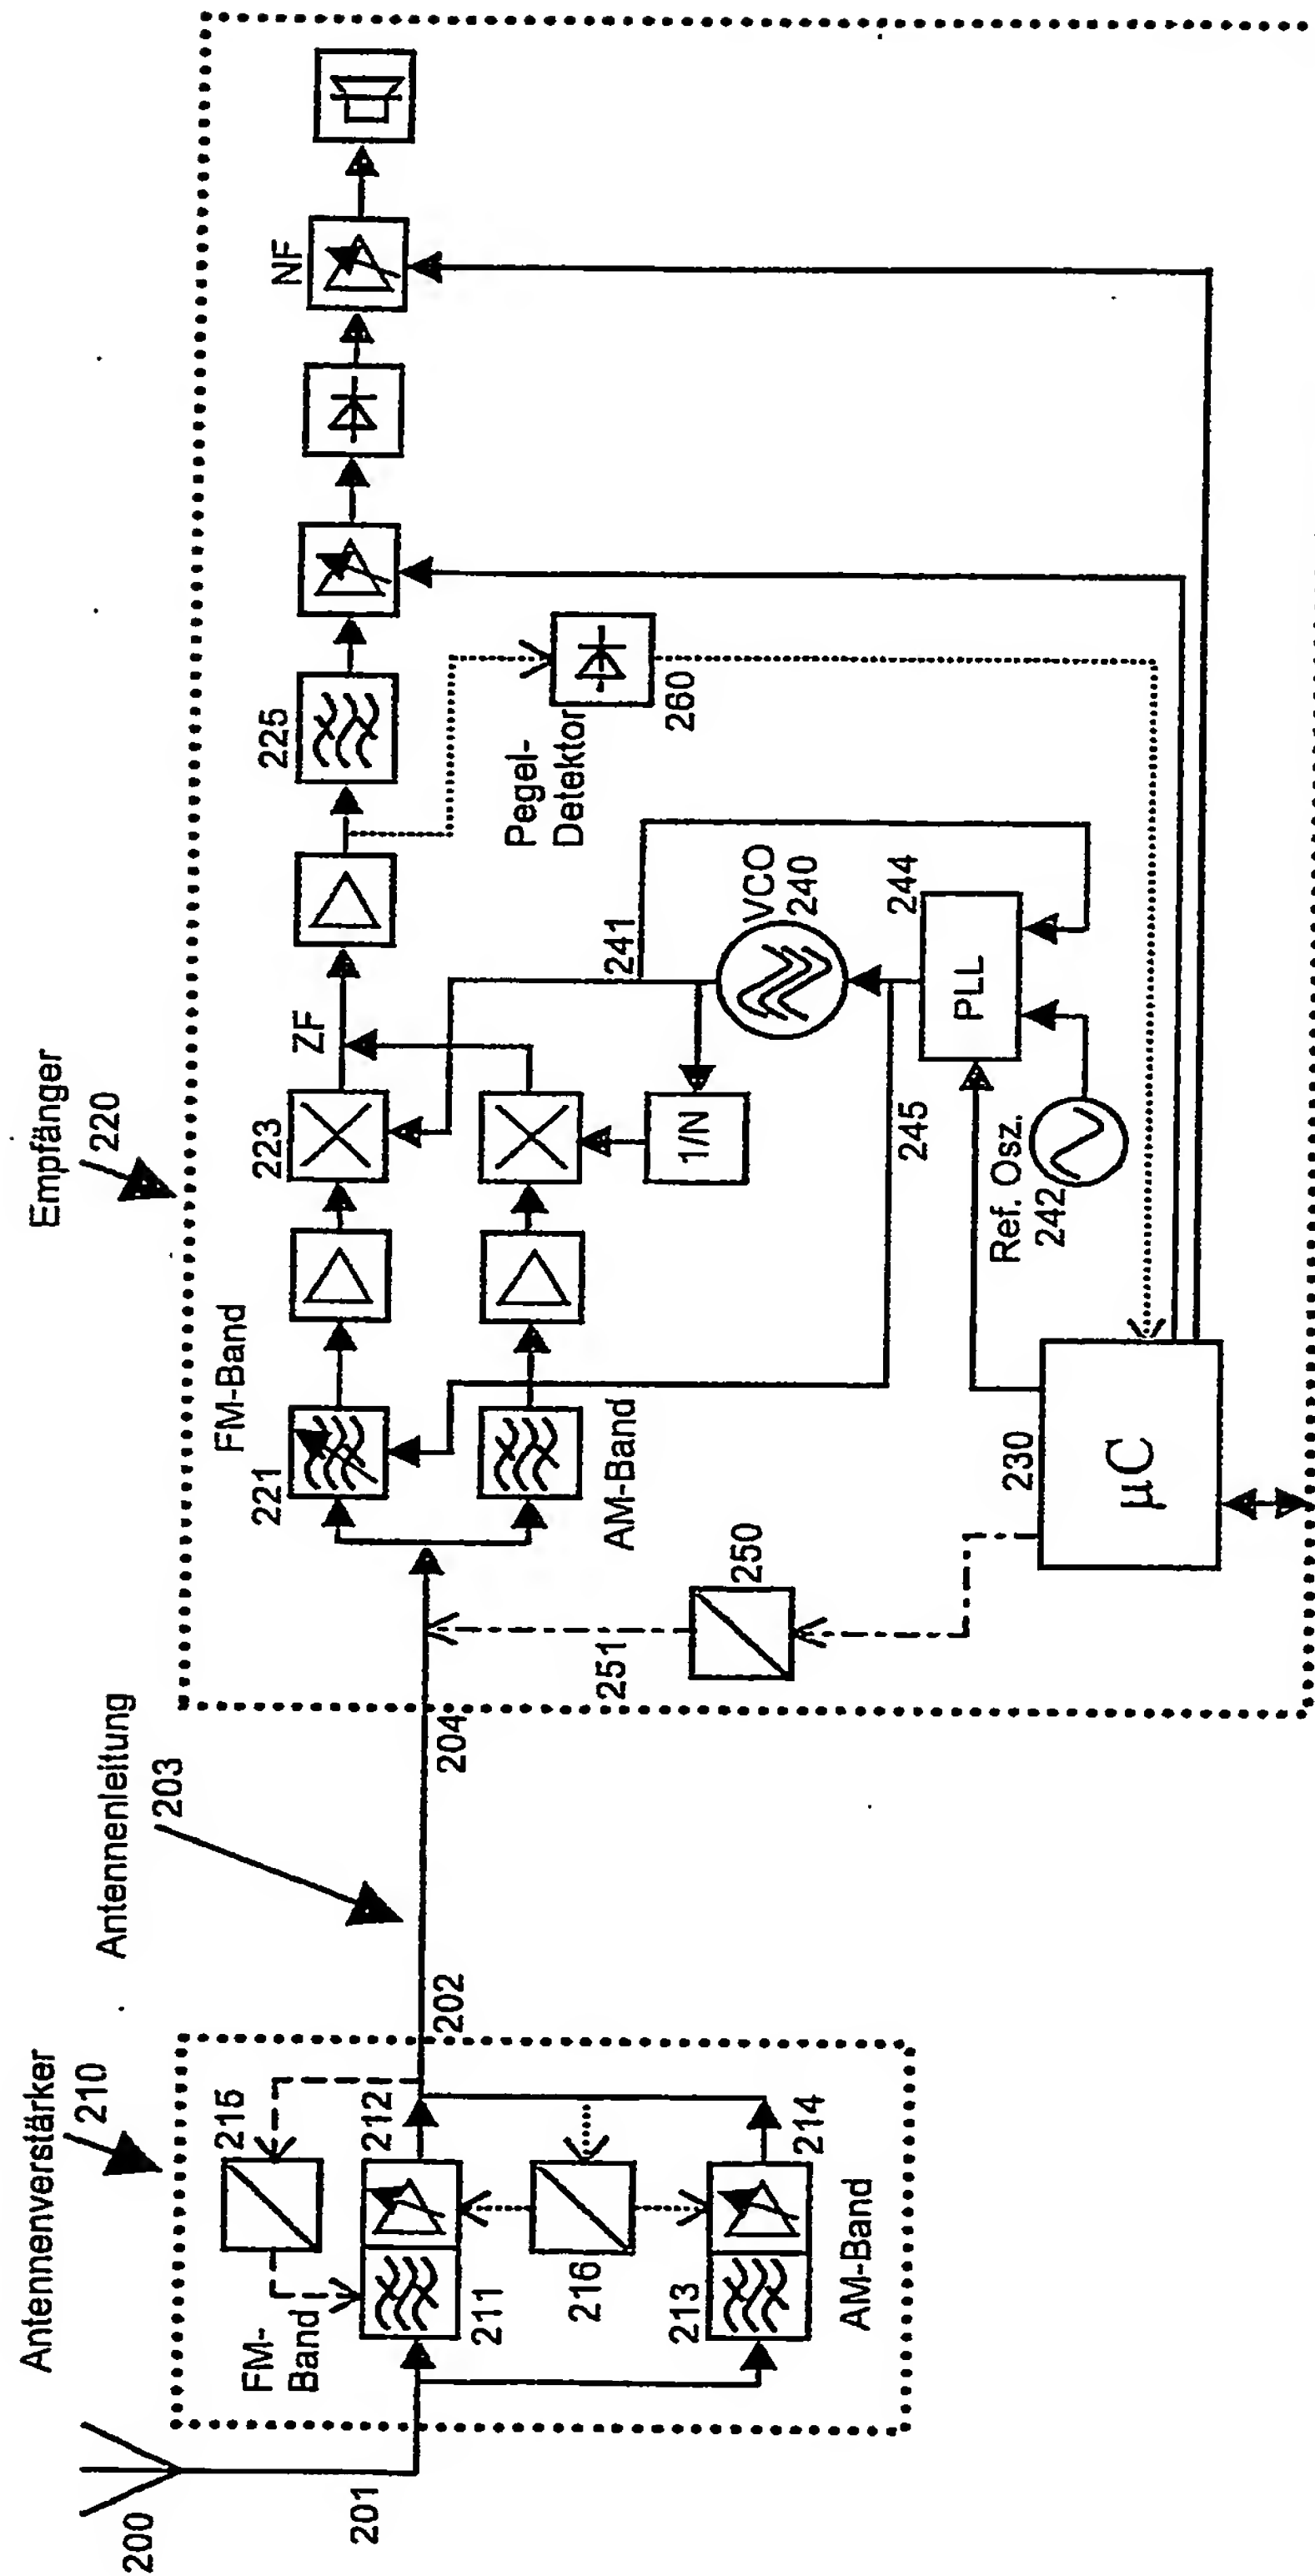 Antennenverstärker
210
Antennenleitung
203
Empfänger
220
200
201
FM-
Band
215
211
212
216
213
214
AM-Band
202
204
251
250
221
FM-Band
AM-Band
223
ZF
225
NF
1/N
241
VCO
240
Pegel-
Detektor
260
245
PLL
244
Ref. Osz.
242
230
µC